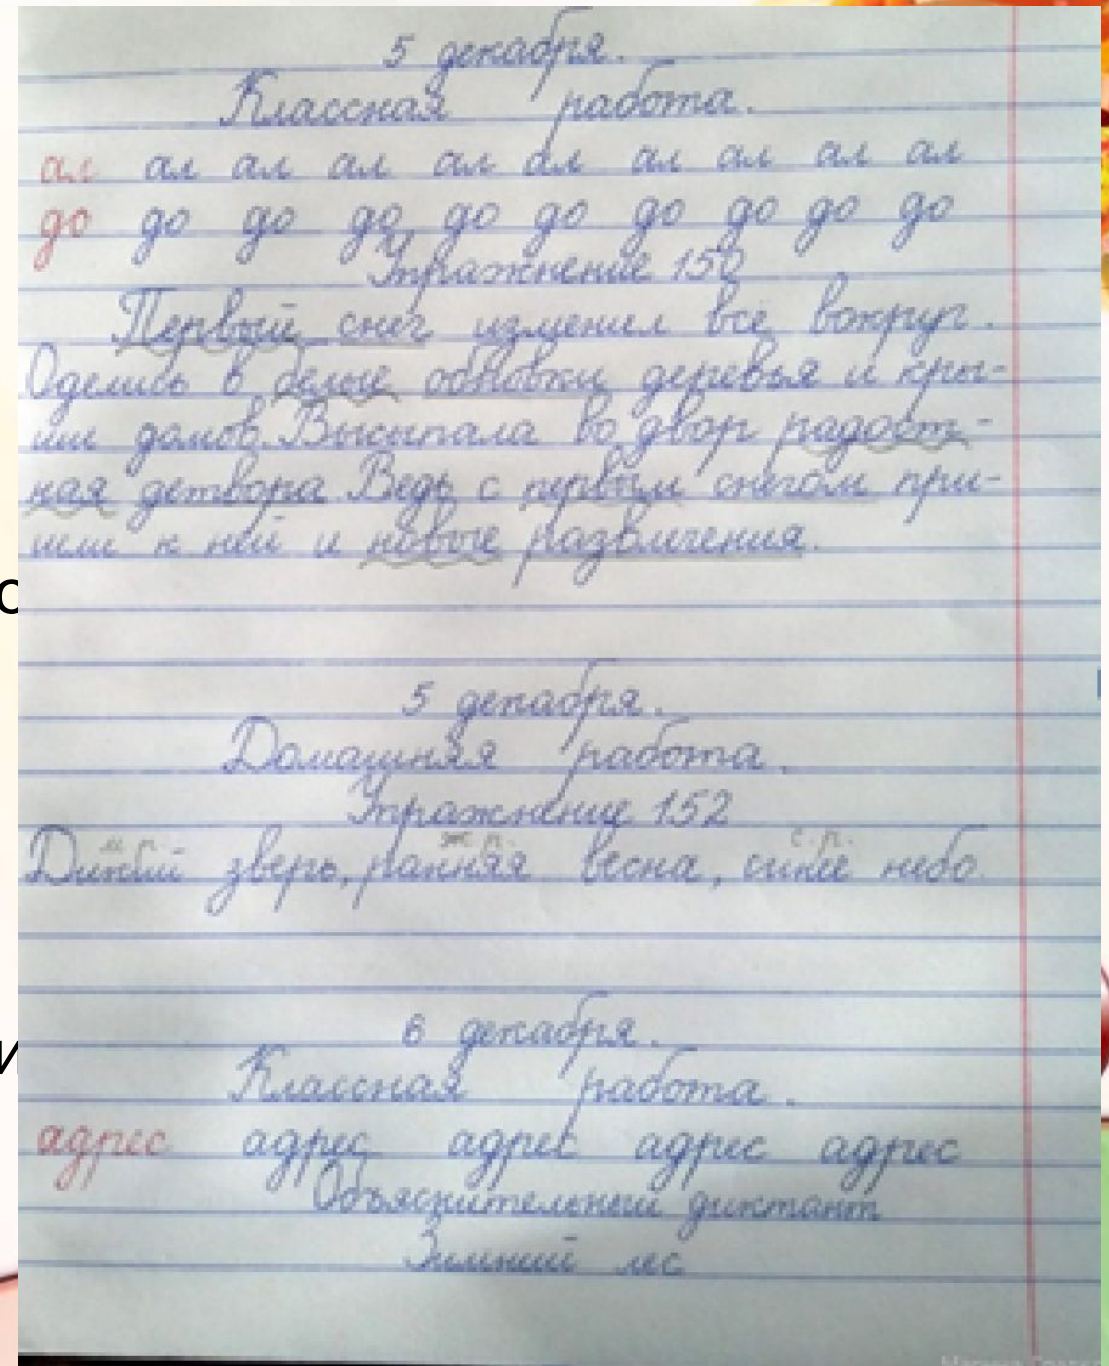 5 декабря.
Классная работа.
ал ал ал ал ал ал ал ал ал ал
до до до до до до до до до до
Упражнение 150
Первый снег изменил всё вокруг.
Оделись в белые обновки деревья и кры-
ши домов. Высыпала во двор радост-
ная детвора. Ведь с первым снегом при-
шли к ней и новые развлечения.
о
5 декабря.
Домашняя работа.
Упражнение 152
м.р. ж.р. с.р.
Дикий зверь, ранняя весна, синее небо.
6 декабря.
и
Классная работа.
адрес адрес адрес адрес адрес
Объяснительный диктант
Зимний лес